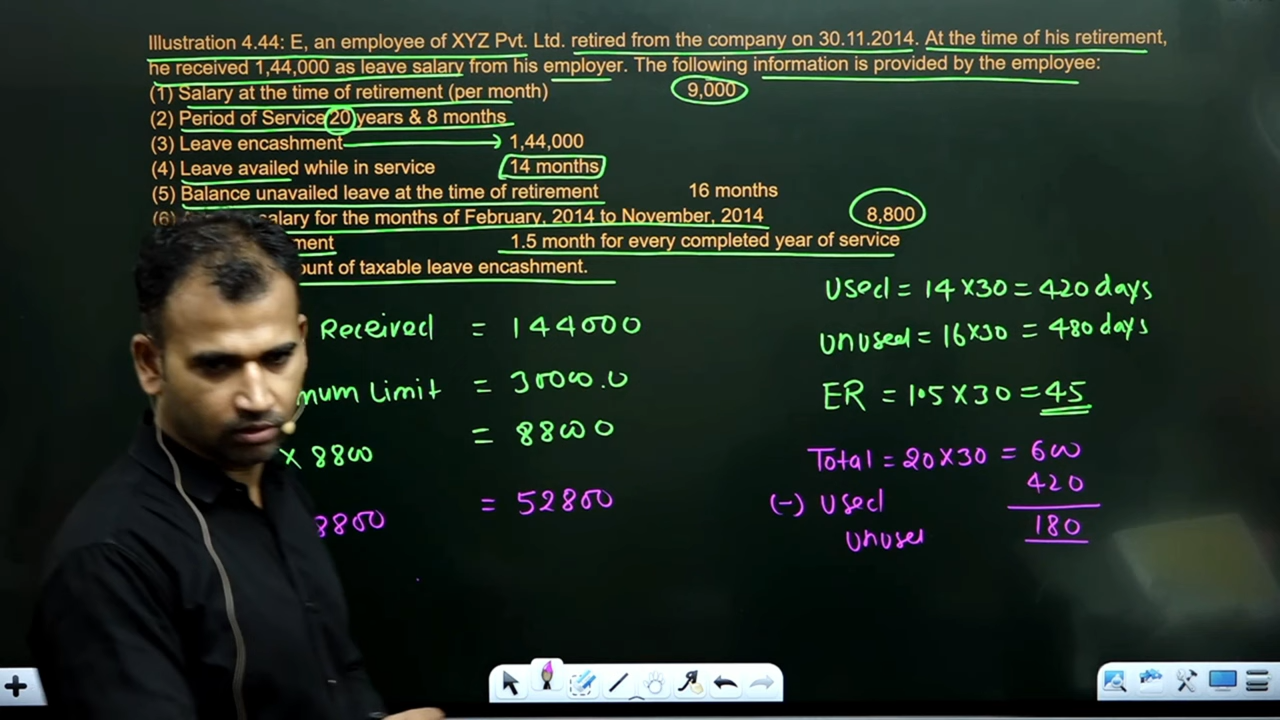 Illustration 4.44: E, an employee of XYZ Pvt. Ltd. retired from the company on 30.11.2014. At the time of his retirement,
he received 1,44,000 as leave salary from his employer. The following information is provided by the employee:
(1) Salary at the time of retirement (per month) 9,000
(2) Period of Service 20 years & 8 months
(3) Leave encashment 1,44,000
(4) Leave availed while in service 14 months
(5) Balance unavailed leave at the time of retirement 16 months
(6) salary for the months of February, 2014 to November, 2014 8,800
ment 1.5 month for every completed year of service
ount of taxable leave encashment.
Received = 144000
mum Limit = 30000.0
× 8800 = 88000
8800 = 52800
Used = 14×30 = 420 days
Unused = 16×30 = 480 days
ER = 1.5 × 30 = 45
Total = 20×30 = 600
(-) Used 420
unused 180